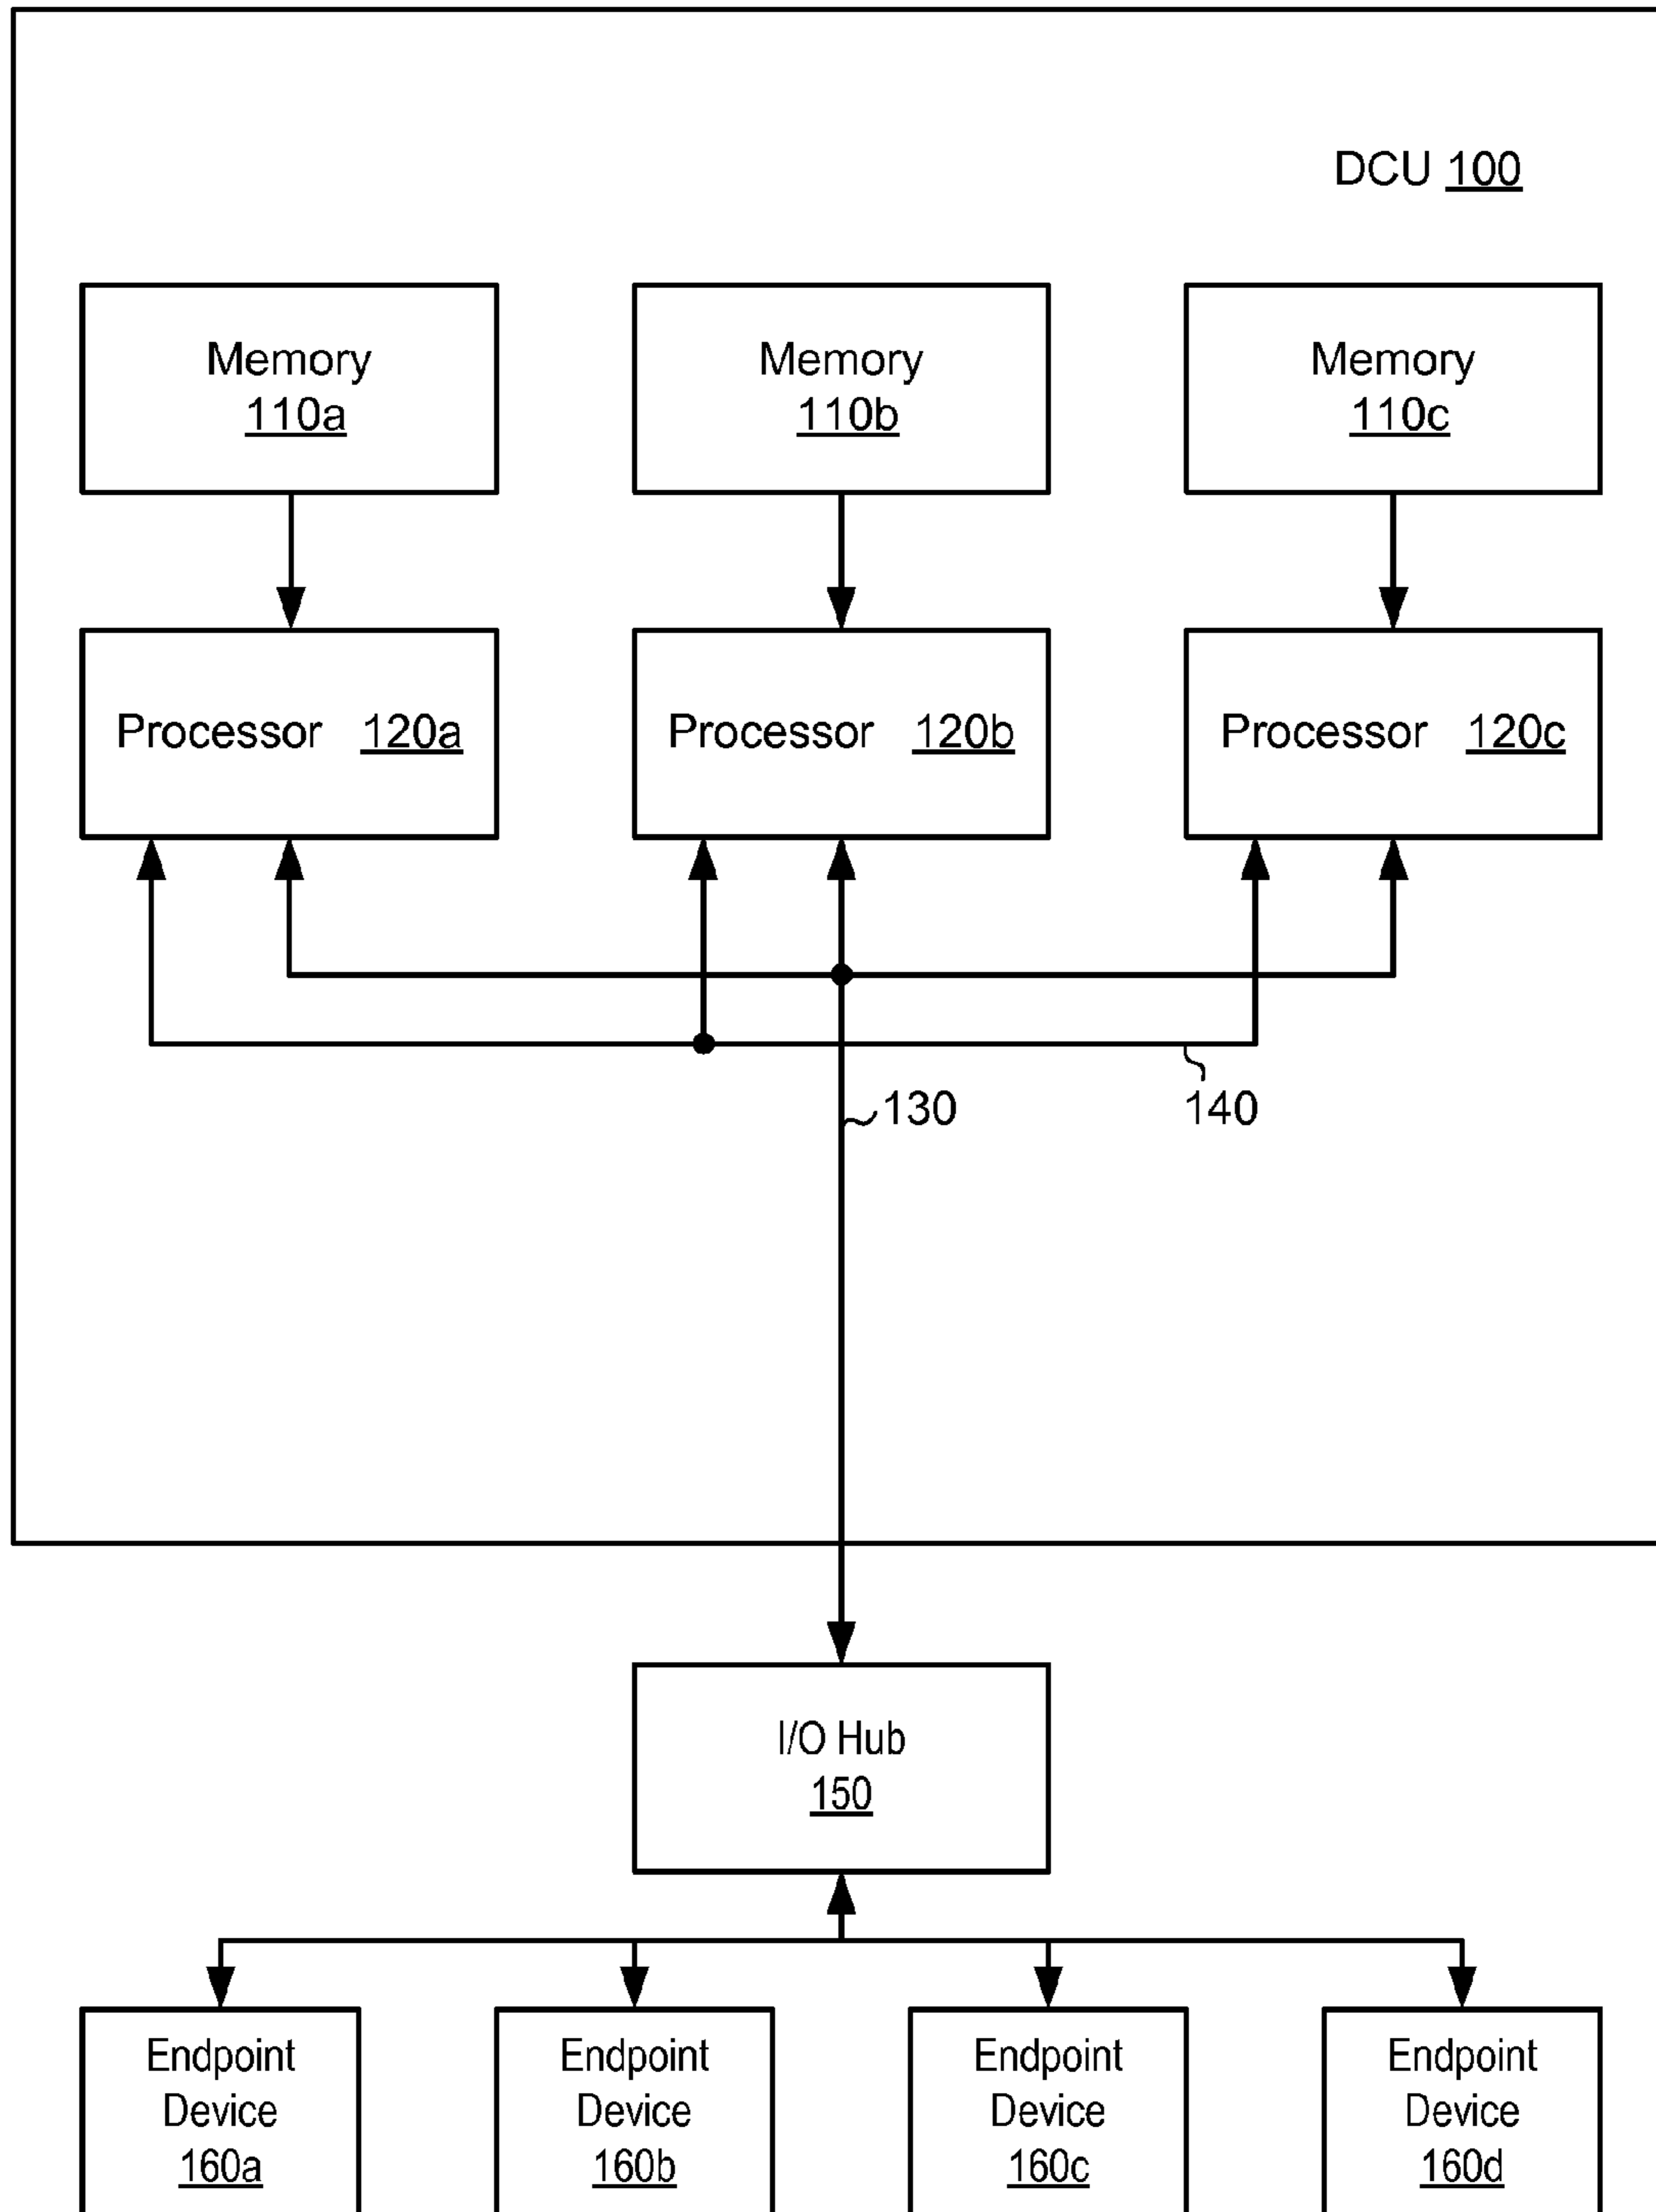 DCU 100
Memory
110a
Memory
110b
Memory
110c
Processor 120a
Processor 120b
Processor 120c
130
140
I/O Hub
150
Endpoint
Device
160a
Endpoint
Device
160b
Endpoint
Device
160c
Endpoint
Device
160d